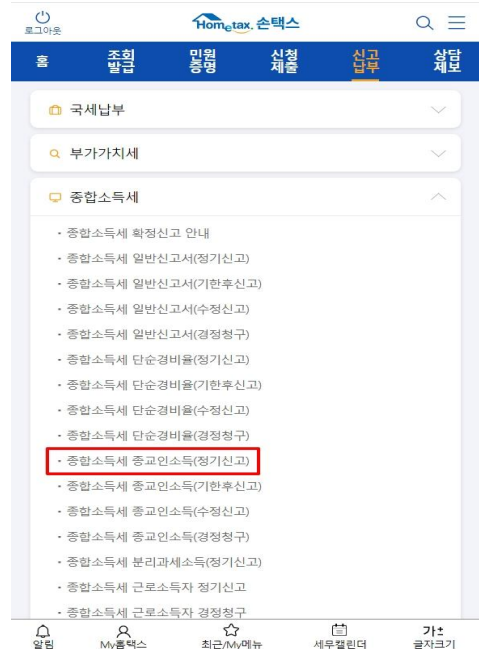 로그아웃
Hometax. 손택스
홈
조회
발급
민원
증명
신청
제출
신고
납부
상담
제보
국세납부
부가가치세
종합소득세
· 종합소득세 확정신고 안내
· 종합소득세 일반신고서(정기신고)
· 종합소득세 일반신고서(기한후신고)
· 종합소득세 일반신고서(수정신고)
· 종합소득세 일반신고서(경정청구)
· 종합소득세 단순경비율(정기신고)
· 종합소득세 단순경비율(기한후신고)
· 종합소득세 단순경비율(수정신고)
· 종합소득세 단순경비율(경정청구)
· 종합소득세 종교인소득(정기신고)
· 종합소득세 종교인소득(기한후신고)
· 종합소득세 종교인소득(수정신고)
· 종합소득세 종교인소득(경정청구)
· 종합소득세 분리과세소득(정기신고)
· 종합소득세 근로소득자 정기신고
· 종합소득세 근로소득자 경정청구
알림
My홈택스
최근/My메뉴
세무캘린더
가±
글자크기